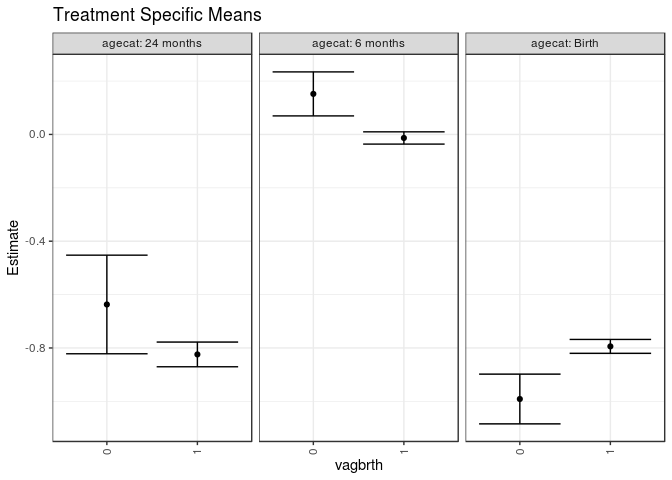 Treatment Specific Means
agecat: 24 months
agecat: 6 months
agecat: Birth
Estimate
0.0
-0.4
-0.8
0
1
0
1
0
1
vagbrth